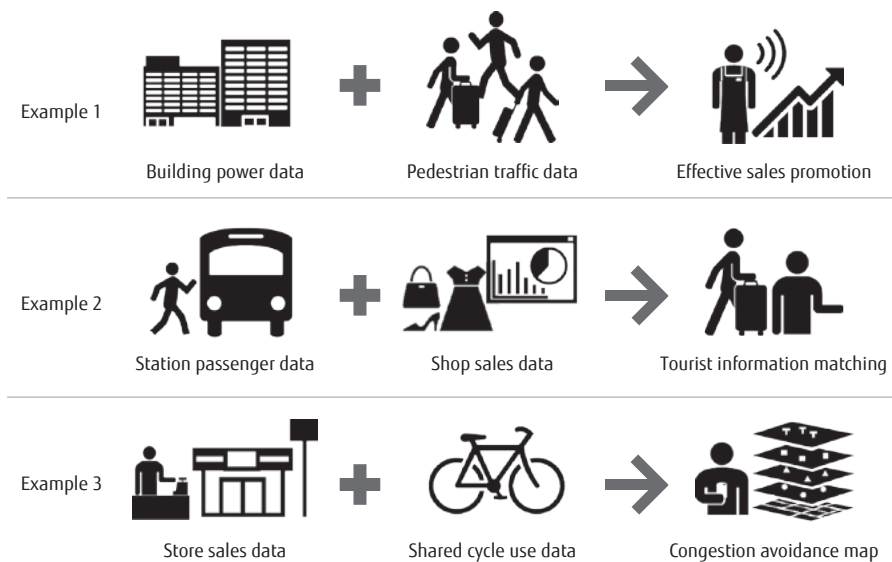 Example 1
Building power data
Pedestrian traffic data
Effective sales promotion
Example 2
Station passenger data
Shop sales data
Tourist information matching
Example 3
Store sales data
Shared cycle use data
Congestion avoidance map